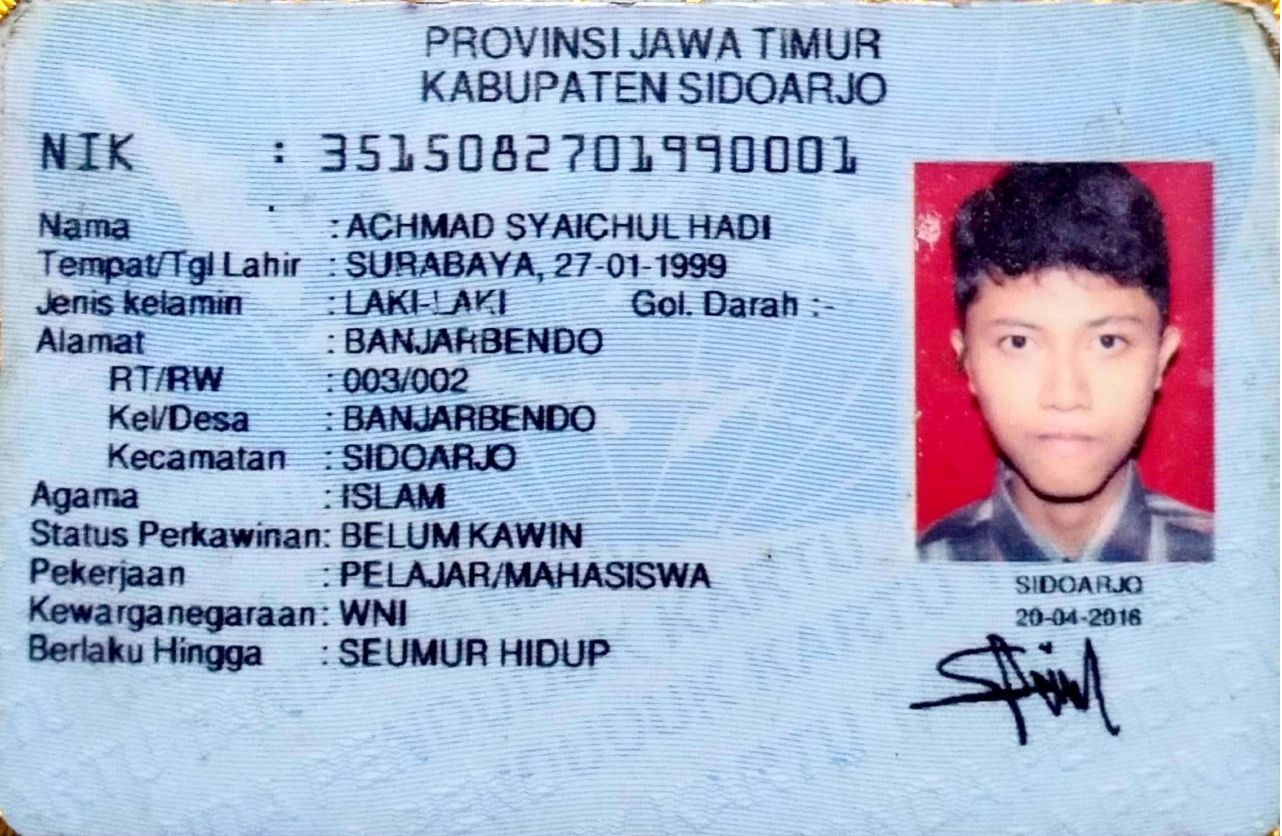 PROVINSI JAWA TIMUR
KABUPATEN SIDOARJO
NIK : 3515082701990001
Nama : ACHMAD SYAICHUL HADI
Tempat/Tgl Lahir : SURABAYA, 27-01-1999
Jenis kelamin : LAKI-LAKI Gol. Darah :-
Alamat : BANJARBENDO
RT/RW : 003/002
Kel/Desa : BANJARBENDO
Kecamatan : SIDOARJO
Agama : ISLAM
Status Perkawinan: BELUM KAWIN
Pekerjaan : PELAJAR/MAHASISWA
Kewarganegaraan: WNI
Berlaku Hingga : SEUMUR HIDUP
SIDOARJO
20-04-2016